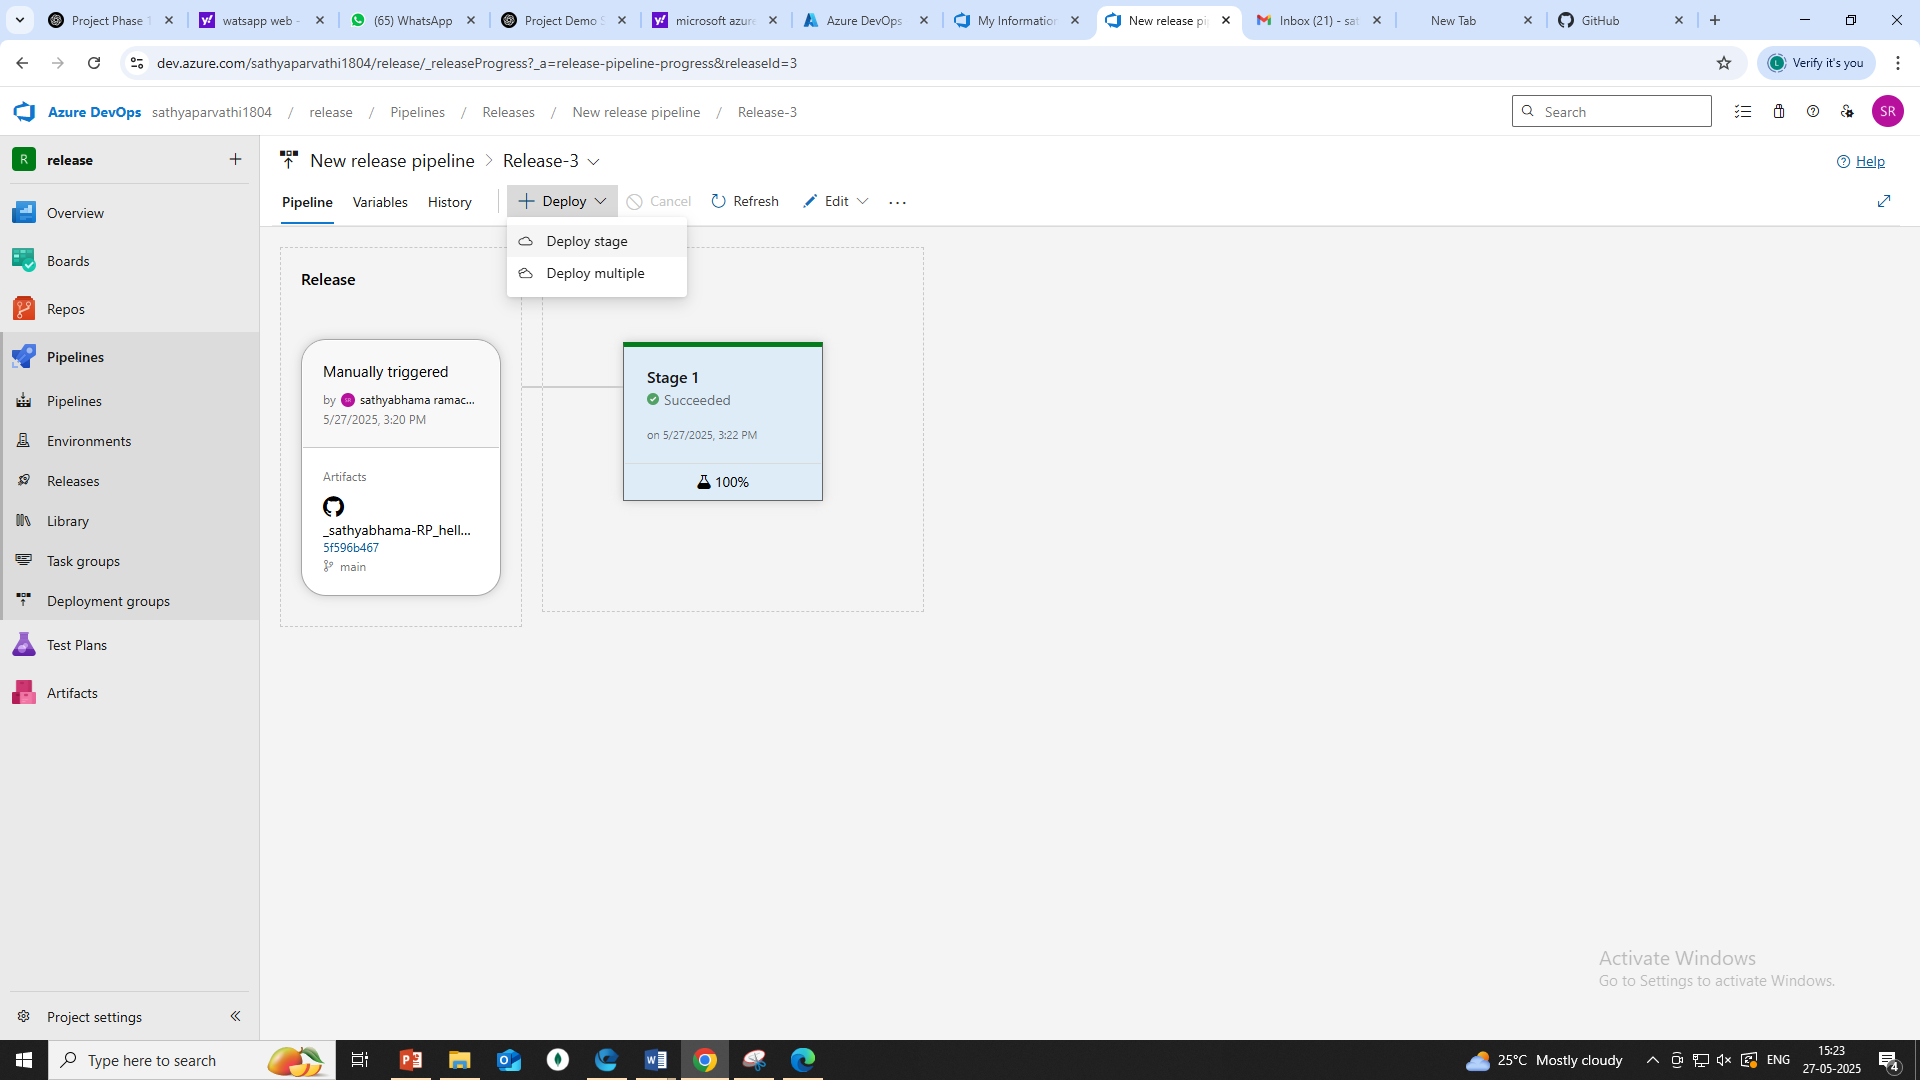 Project Phase 1
watsapp web -
(65) WhatsApp
Project Demo S
microsoft azure
Azure DevOps
My Information
New release pip
Inbox (21) - sat
New Tab
GitHub
dev.azure.com/sathyaparvathi1804/release/_releaseProgress?_a=release-pipeline-progress&releaseId=3
Verify it's you
Azure DevOps sathyaparvathi1804 / release / Pipelines / Releases / New release pipeline / Release-3
Search
SR
R release
New release pipeline > Release-3
Help
Pipeline Variables History
Deploy
Cancel
Refresh
Edit
Deploy stage
Deploy multiple
Overview
Boards
Repos
Pipelines
Pipelines
Environments
Releases
Library
Task groups
Deployment groups
Test Plans
Artifacts
Project settings
Release
Manually triggered
by SR sathyabhama ramac...
5/27/2025, 3:20 PM
Artifacts
_sathyabhama-RP_hell...
5f596b467
main
Stage 1
Succeeded
on 5/27/2025, 3:22 PM
100%
Activate Windows
Go to Settings to activate Windows.
Type here to search
25°C Mostly cloudy
ENG
15:23
27-05-2025
4